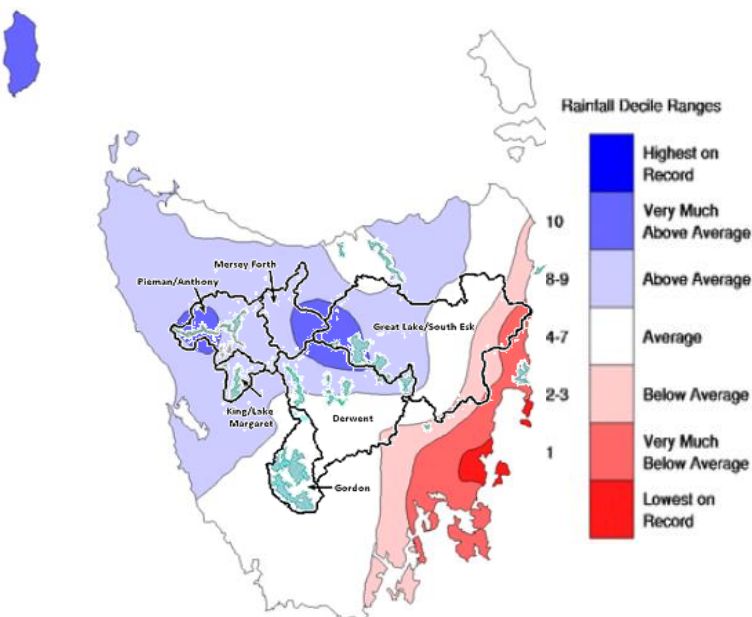 Rainfall Decile Ranges
Highest on
Record
10
Very Much
Above Average
8-9
Above Average
4-7
Average
2-3
Below Average
1
Very Much
Below Average
Lowest on
Record
Mersey Forth
Pieman/Anthony
Great Lake/South Esk
King/Lake
Margaret
Derwent
Gordon